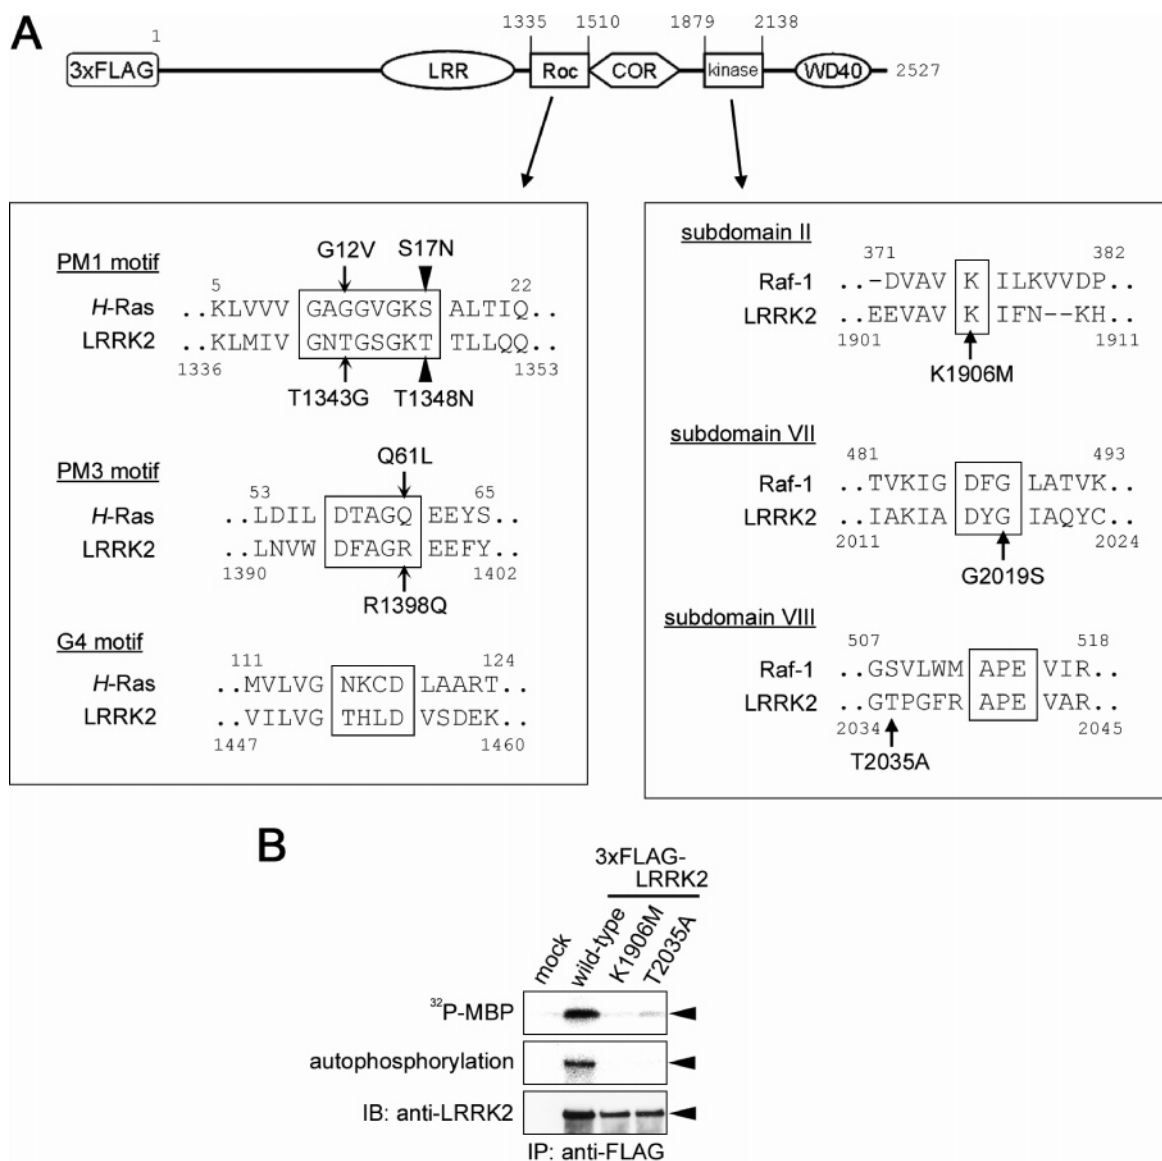 A
1
1335 1510 1879 2138
3xFLAG LRR Roc COR kinase WD40 2527
PM1 motif
G12V S17N
5 22
H-Ras ..KLVVV GAGGVGKS ALTIQ..
LRRK2 ..KLMIV GNTGSGKT TLLQQ..
1336 1353
T1343G T1348N
PM3 motif
Q61L
53 65
H-Ras ..LDIL DTAGQ EEYS..
LRRK2 ..LNVW DFAGR EEFY..
1390 1402
R1398Q
G4 motif
111 124
H-Ras ..MVLVG NKCD LAART..
LRRK2 ..VILVG THLD VSDEK..
1447 1460
subdomain II
371 382
Raf-1 ..-DVAV K ILKVVDP..
LRRK2 ..EEVAV K IFN--KH..
1901 1911
K1906M
subdomain VII
481 493
Raf-1 ..TVKIG DFG LATVK..
LRRK2 ..IAKIA DYG IAQYC..
2011 2024
G2019S
subdomain VIII
507 518
Raf-1 ..GSVLWM APE VIR..
LRRK2 ..GTPGFR APE VAR..
2034 2045
T2035A
B
3xFLAG-
LRRK2
mock wild-type K1906M T2035A
32P-MBP
autophosphorylation
IB: anti-LRRK2
IP: anti-FLAG